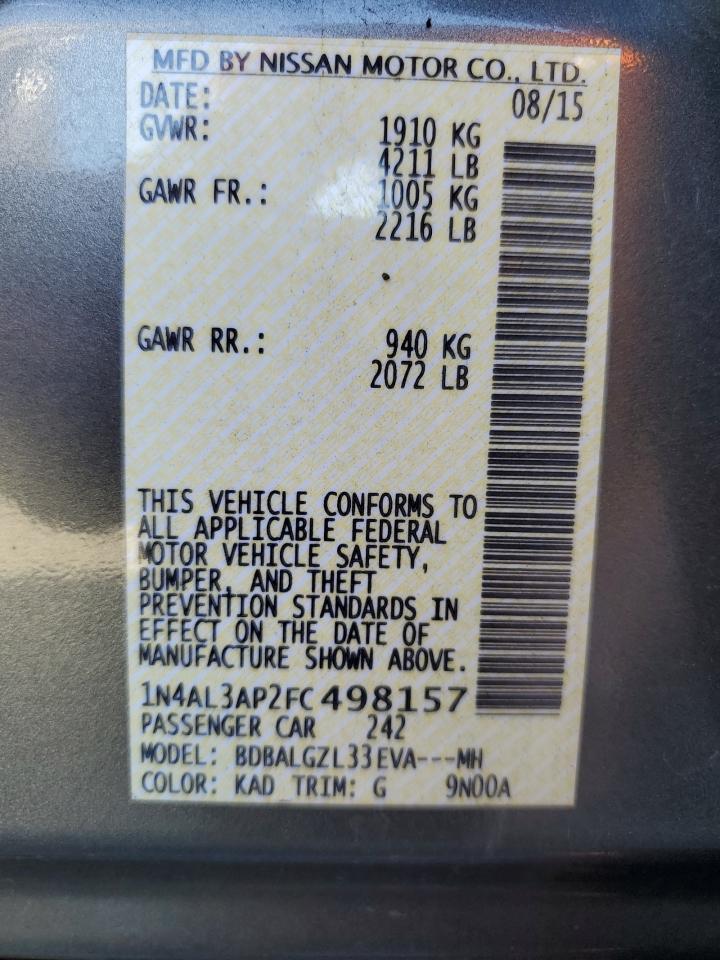 MFD BY NISSAN MOTOR CO., LTD.
DATE: 08/15
GVWR: 1910 KG
4211 LB
GAWR FR.: 1005 KG
2216 LB
GAWR RR.: 940 KG
2072 LB
THIS VEHICLE CONFORMS TO
ALL APPLICABLE FEDERAL
MOTOR VEHICLE SAFETY,
BUMPER, AND THEFT
PREVENTION STANDARDS IN
EFFECT ON THE DATE OF
MANUFACTURE SHOWN ABOVE.
1N4AL3AP2FC498157
PASSENGER CAR 242
MODEL: BDBALGZL33EVA---MH
COLOR: KAD TRIM: G 9N00A